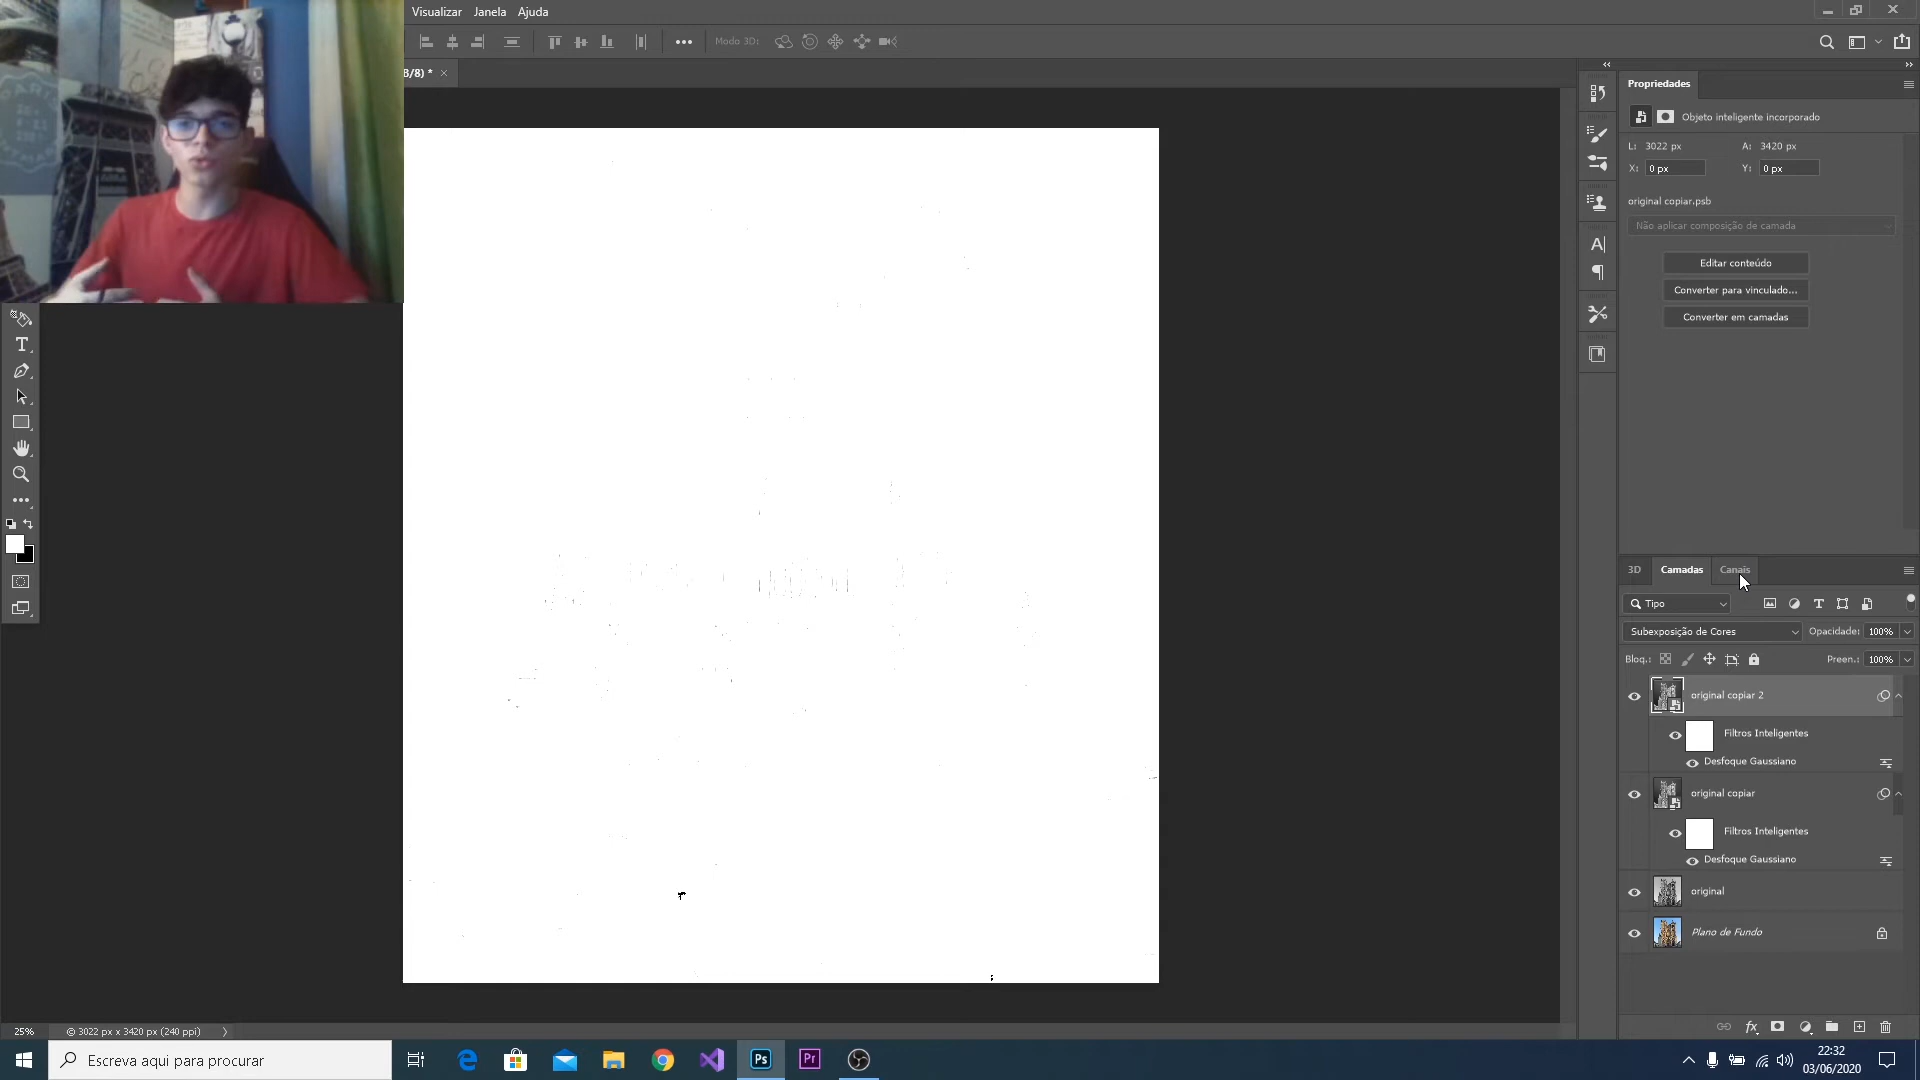 Visualizar Janela Ajuda
Modo 3D:
B/8) *
Propriedades
Objeto inteligente incorporado
L: 3022 px A: 3420 px
X: 0 px Y: 0 px
original copiar.psb
Não aplicar composição de camada
Editar conteúdo
Converter para vinculado...
Converter em camadas
3D Camadas Canais
Tipo
Subexposição de Cores Opacidade: 100%
Bloq.: Preen.: 100%
original copiar 2
Filtros Inteligentes
Desfoque Gaussiano
original copiar
Filtros Inteligentes
Desfoque Gaussiano
original
Plano de Fundo
fx
25% © 3022 px x 3420 px (240 ppi)
Escreva aqui para procurar
Ps
Pr
22:32
03/06/2020